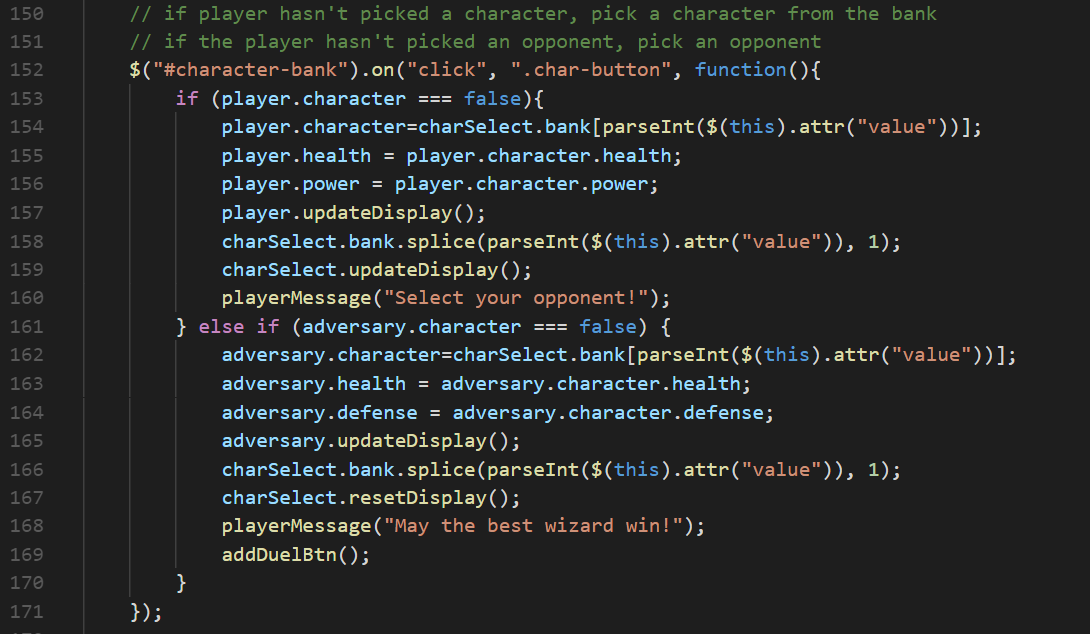 150 // if player hasn't picked a character, pick a character from the bank
151 // if the player hasn't picked an opponent, pick an opponent
152 $("#character-bank").on("click", ".char-button", function(){
153 if (player.character === false){
154 player.character=charSelect.bank[parseInt($(this).attr("value"))];
155 player.health = player.character.health;
156 player.power = player.character.power;
157 player.updateDisplay();
158 charSelect.bank.splice(parseInt($(this).attr("value")), 1);
159 charSelect.updateDisplay();
160 playerMessage("Select your opponent!");
161 } else if (adversary.character === false) {
162 adversary.character=charSelect.bank[parseInt($(this).attr("value"))];
163 adversary.health = adversary.character.health;
164 adversary.defense = adversary.character.defense;
165 adversary.updateDisplay();
166 charSelect.bank.splice(parseInt($(this).attr("value")), 1);
167 charSelect.resetDisplay();
168 playerMessage("May the best wizard win!");
169 addDuelBtn();
170 }
171 });